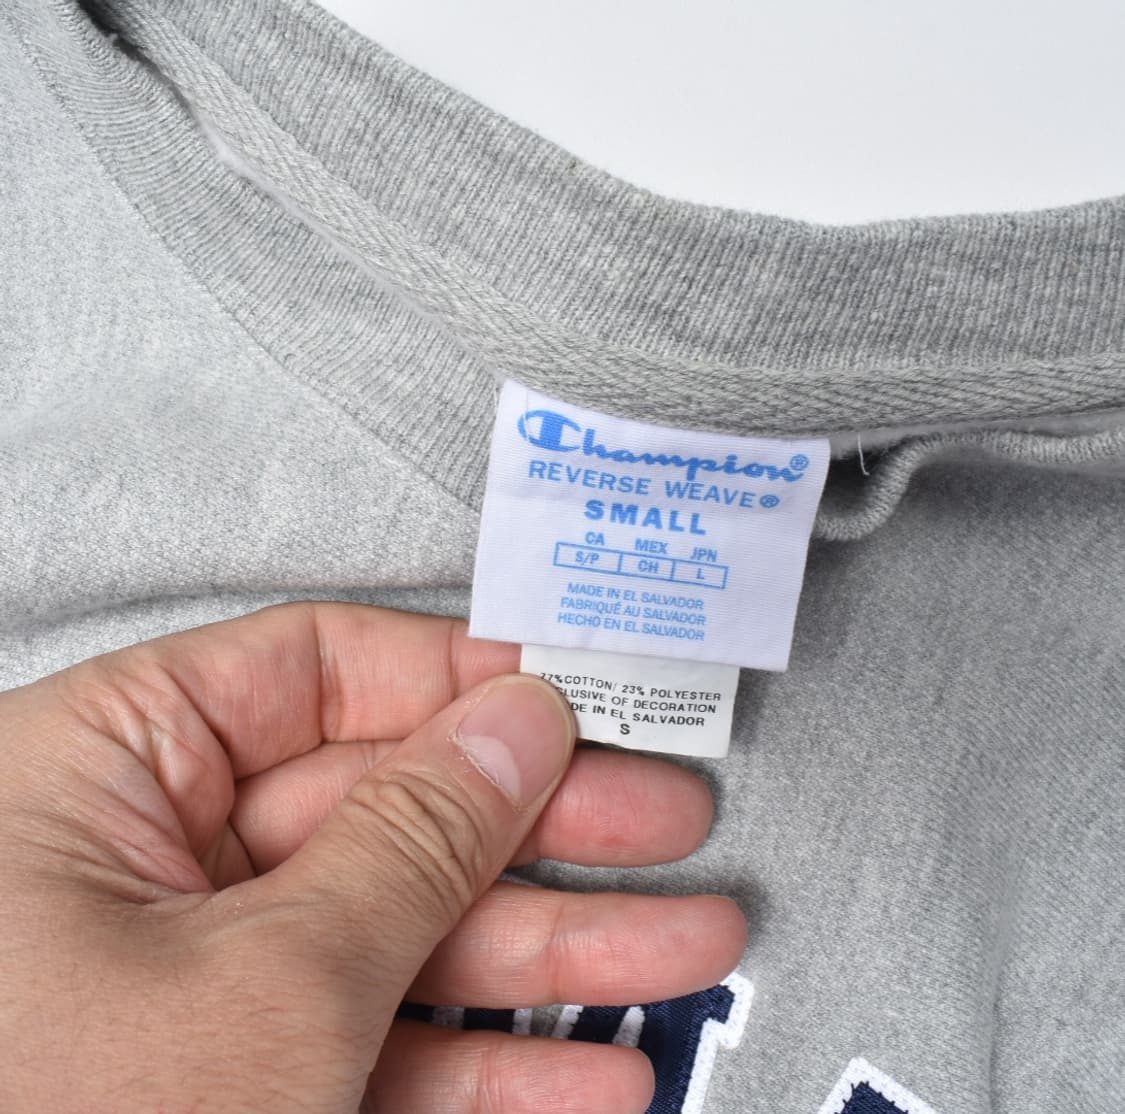 Champion®
REVERSE WEAVE®
SMALL
CA MEX JPN
S/P CH L
MADE IN EL SALVADOR
FABRIQUÉ AU SALVADOR
HECHO EN EL SALVADOR
77%COTTON/ 23% POLYESTER
OF DECORATION
IN EL SALVADOR
S